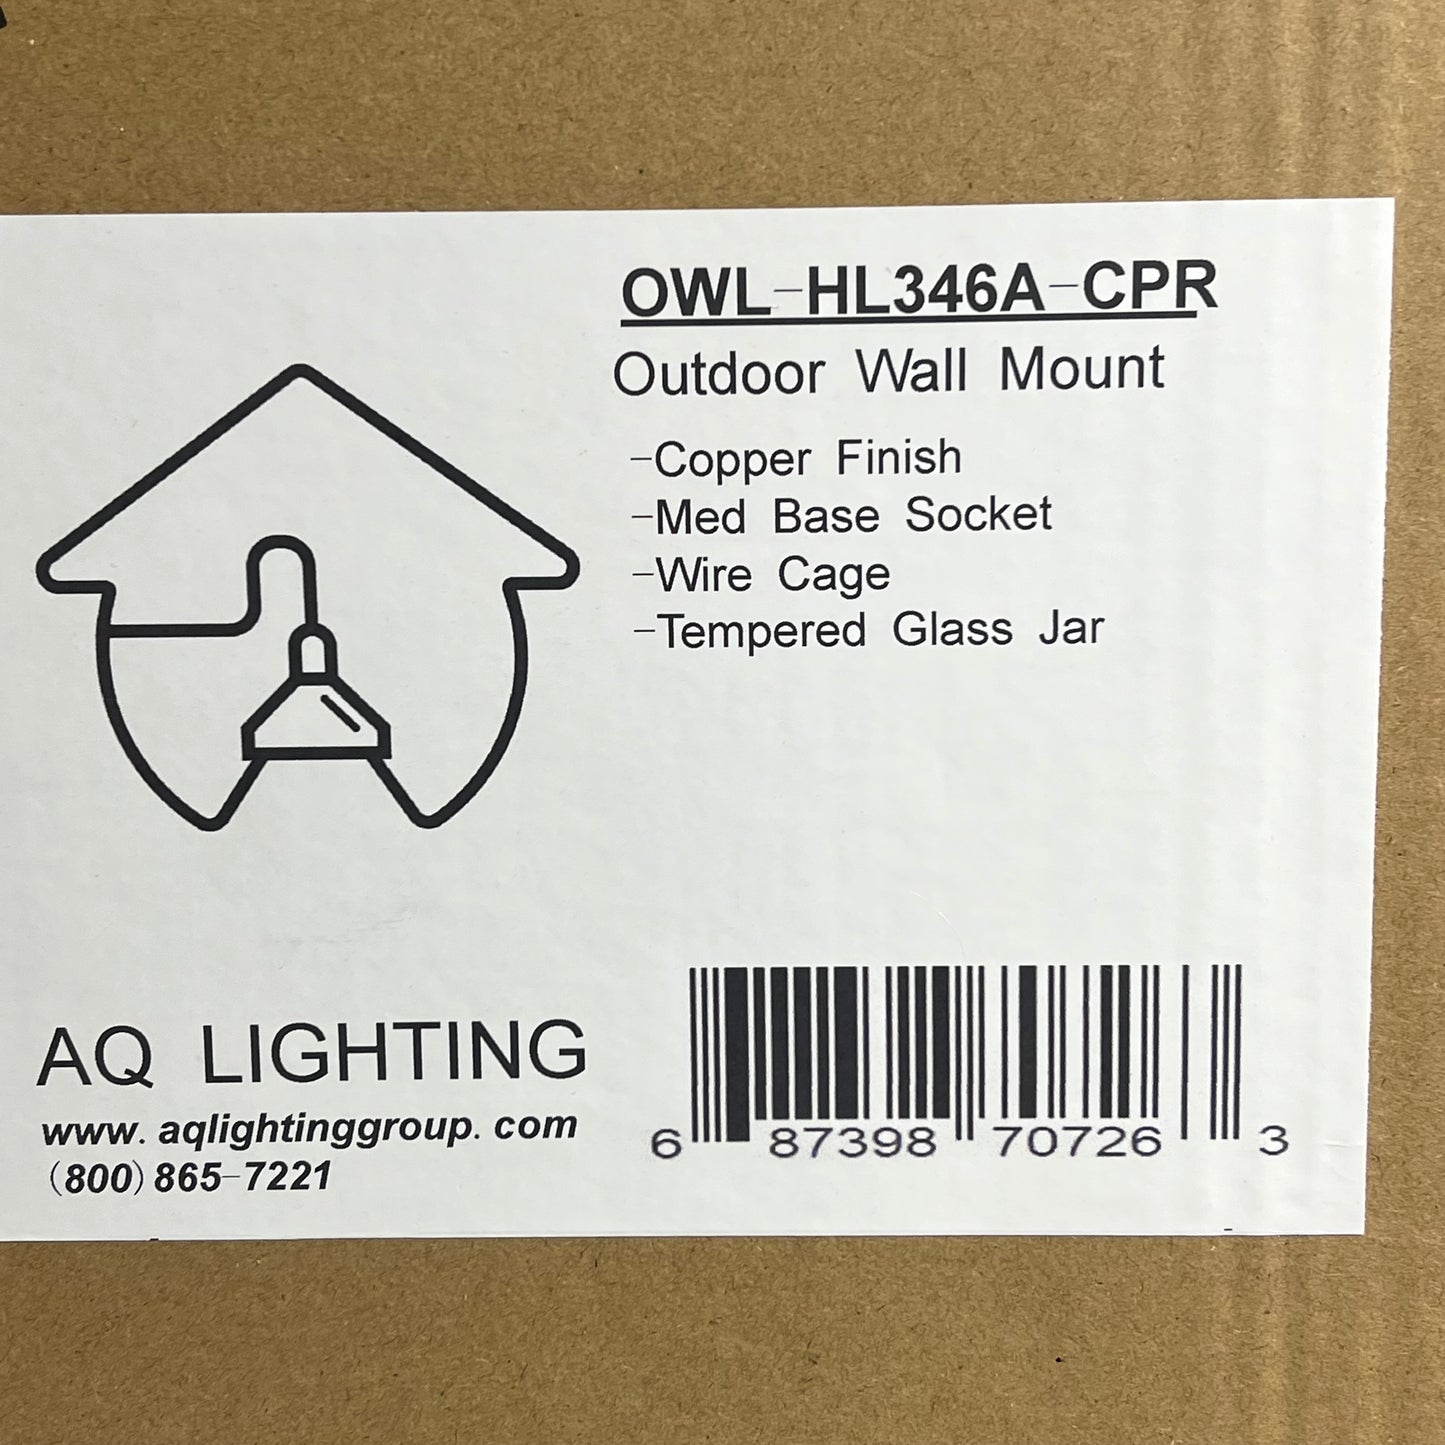 OWL-HL346A-CPR
Outdoor Wall Mount
-Copper Finish
-Med Base Socket
-Wire Cage
-Tempered Glass Jar
AQ LIGHTING
www.aqlightinggroup.com
(800)865-7221
6 87398 70726 3